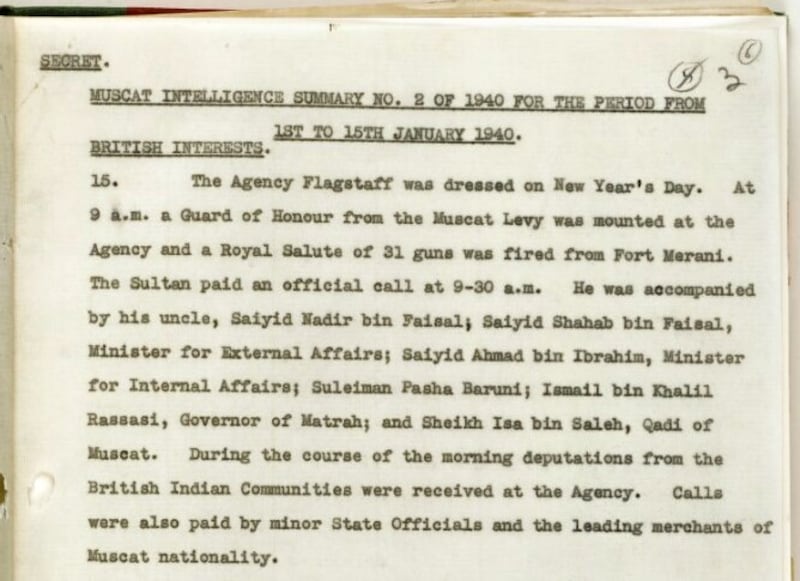 6
4 3
SECRET.
MUSCAT INTELLIGENCE SUMMARY NO. 2 OF 1940 FOR THE PERIOD FROM
1ST TO 15TH JANUARY 1940.
BRITISH INTERESTS.
15. The Agency Flagstaff was dressed on New Year's Day. At
9 a.m. a Guard of Honour from the Muscat Levy was mounted at the
Agency and a Royal Salute of 31 guns was fired from Fort Merani.
The Sultan paid an official call at 9-30 a.m. He was accompanied
by his uncle, Saiyid Nadir bin Faisal; Saiyid Shahab bin Faisal,
Minister for External Affairs; Saiyid Ahmad bin Ibrahim, Minister
for Internal Affairs; Suleiman Pasha Baruni; Ismail bin Khalil
Rassasi, Governor of Matrah; and Sheikh Isa bin Saleh, Qadi of
Muscat. During the course of the morning deputations from the
British Indian Communities were received at the Agency. Calls
were also paid by minor State Officials and the leading merchants of
Muscat nationality.